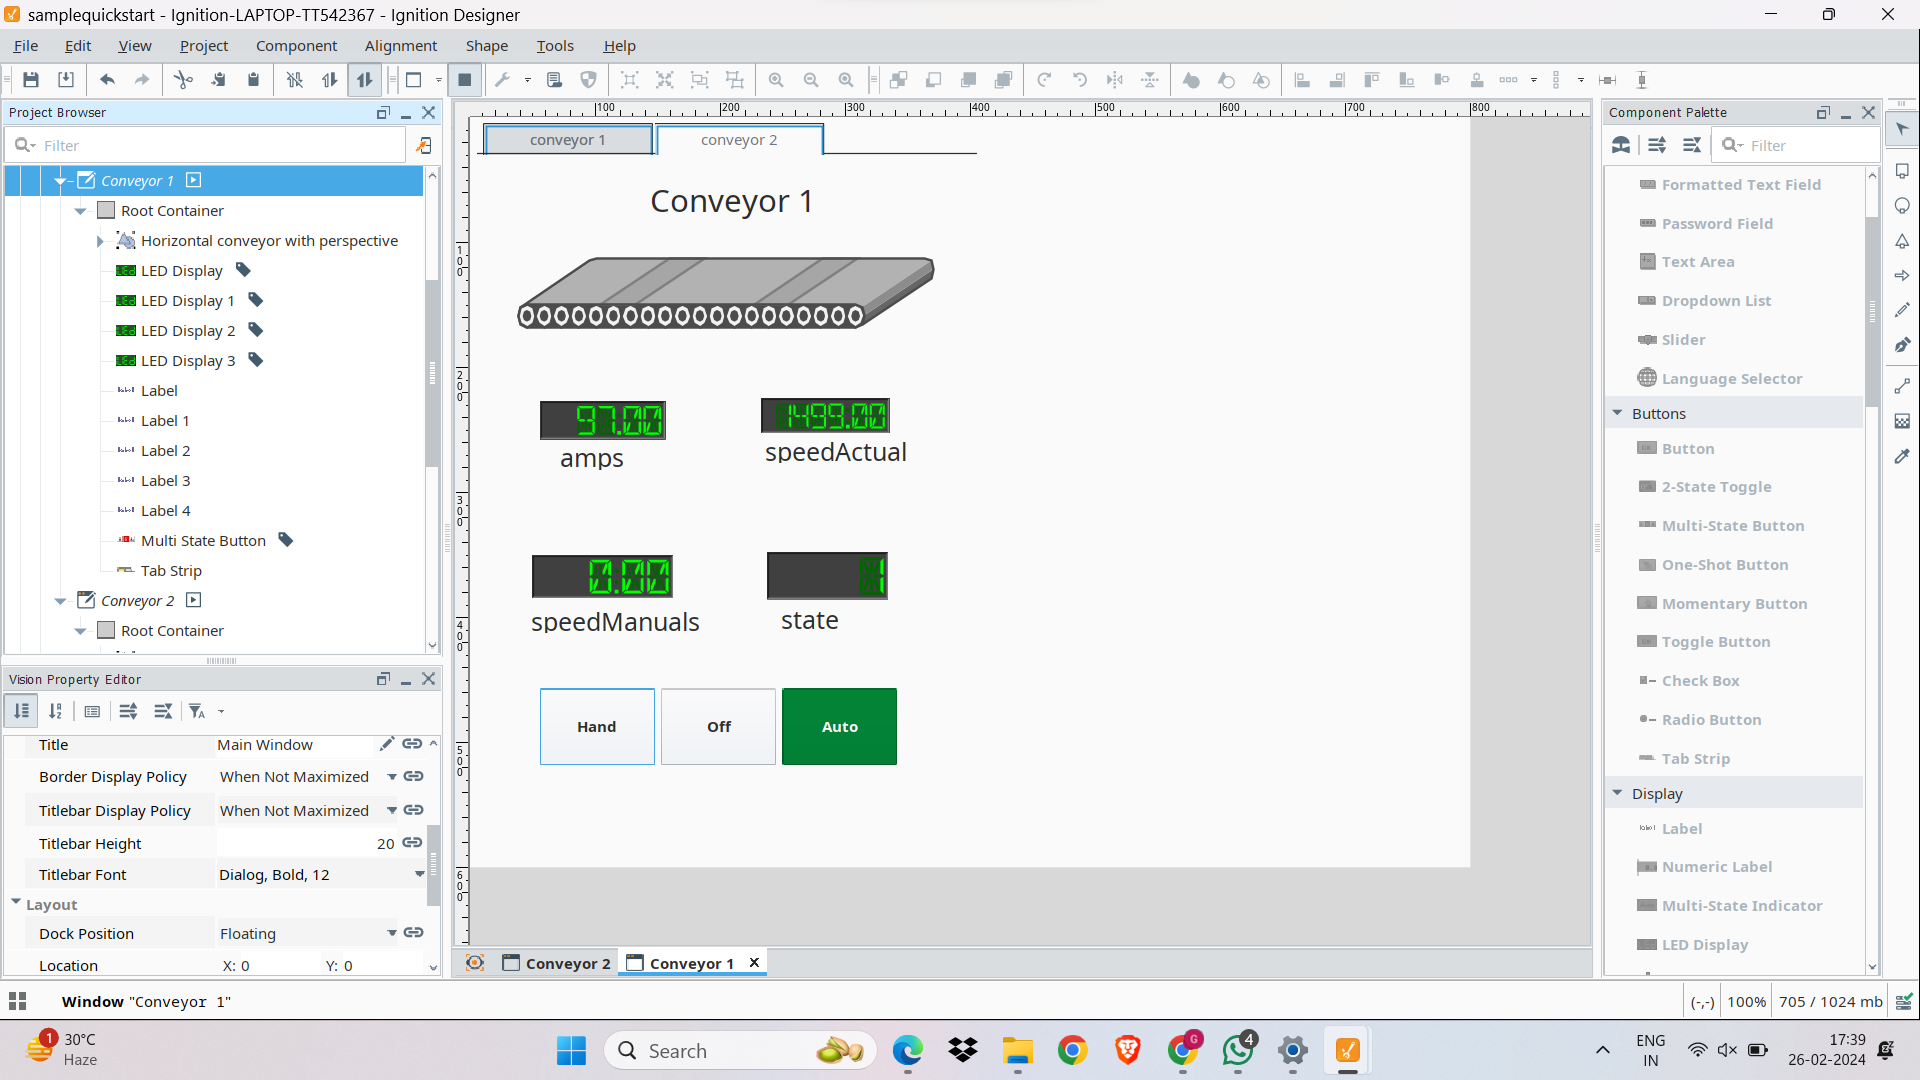 samplequickstart - Ignition-LAPTOP-TT542367 - Ignition Designer
File Edit View Project Component Alignment Shape Tools Help
Project Browser
Filter
Conveyor 1
Root Container
Horizontal conveyor with perspective
LED Display
LED Display 1
LED Display 2
LED Display 3
Label
Label 1
Label 2
Label 3
Label 4
Multi State Button
Tab Strip
Conveyor 2
Root Container
Vision Property Editor
Title Main Window
Border Display Policy When Not Maximized
Titlebar Display Policy When Not Maximized
Titlebar Height 20
Titlebar Font Dialog, Bold, 12
Layout
Dock Position Floating
Location X: 0 Y: 0
100 200 300 400 500 600 700 800
100
200
300
400
500
600
conveyor 1 conveyor 2
Conveyor 1
97.00 1499.00
amps speedActual
0.00 1
speedManuals state
Hand Off Auto
Conveyor 2 Conveyor 1
Component Palette
Filter
Formatted Text Field
Password Field
Text Area
Dropdown List
Slider
Language Selector
Buttons
Button
2-State Toggle
Multi-State Button
One-Shot Button
Momentary Button
Toggle Button
Check Box
Radio Button
Tab Strip
Display
Label
Numeric Label
Multi-State Indicator
LED Display
Window "Conveyor 1" (-,-) 100% 705 / 1024 mb
1 30°C
Haze
Search
G
4
ENG
IN
17:39
26-02-2024